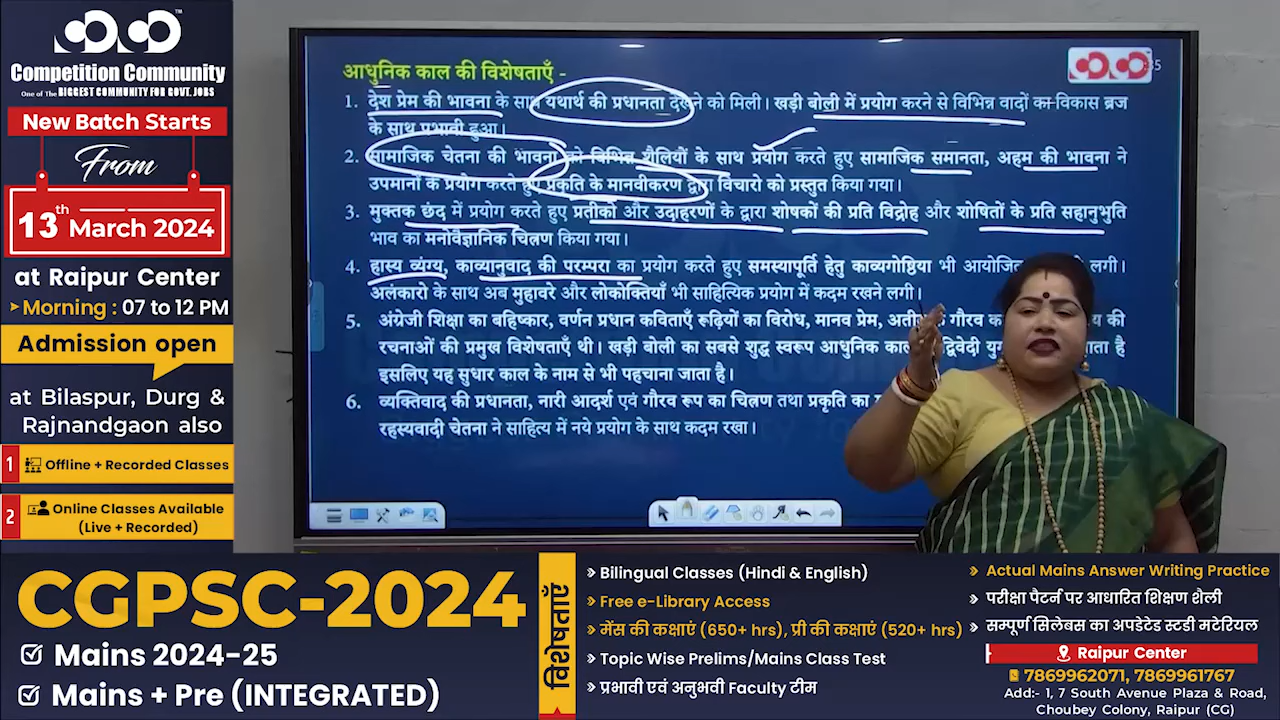 Competition Community
One of The BIGGEST COMMUNITY FOR GOVT. JOBS
New Batch Starts
From
13th March 2024
at Raipur Center
Morning : 07 to 12 PM
Admission open
at Bilaspur, Durg &
Rajnandgaon also
1 Offline + Recorded Classes
2 Online Classes Available
(Live + Recorded)
आधुनिक काल की विशेषताएँ -
1. देश प्रेम की भावना के साथ यथार्थ की प्रधानता देखने को मिली। खड़ी बोली में प्रयोग करने से विभिन्न वादों का विकास ब्रज
के साथ प्रभावी हुआ।
2. सामाजिक चेतना की भावना को विभिन्न शैलियों के साथ प्रयोग करते हुए सामाजिक समानता, अहम की भावना ने
उपमानों के प्रयोग करते हुए प्रकृति के मानवीकरण द्वारा विचारो को प्रस्तुत किया गया।
3. मुक्तक छंद में प्रयोग करते हुए प्रतीकों और उदाहरणों के द्वारा शोषकों की प्रति विद्रोह और शोषितों के प्रति सहानुभुति
भाव का मनोवैज्ञानिक चित्रण किया गया।
4. हास्य व्यंग्य, काव्यानुवाद की परम्परा का प्रयोग करते हुए समस्यापूर्ति हेतु काव्यगोष्ठिया भी लगी।
अलंकारो के साथ अब मुहावरे और लोकोक्तियाँ भी साहित्यिक प्रयोग में कदम रखने लगी।
5. अंग्रेजी शिक्षा का बहिष्कार, वर्णन प्रधान कविताएँ रूढ़ियों का विरोध, मानव प्रेम, गौरव की
रचनाओं की प्रमुख विशेषताएँ थी। खड़ी बोली का सबसे शुद्ध स्वरूप आधुनिक द्विवेदी है
इसलिए यह सुधार काल के नाम से भी पहचाना जाता है।
6. व्यक्तिवाद की प्रधानता, नारी आदर्श एवं गौरव रूप का चित्रण तथा प्रकृति का
रहस्यवादी चेतना ने साहित्य में नये प्रयोग के साथ कदम रखा।
CGPSC-2024
Mains 2024-25
Mains + Pre (INTEGRATED)
विशेषताएँ
Bilingual Classes (Hindi & English)
Free e-Library Access
मेंस की कक्षाएं (650+ hrs), प्री की कक्षाएं (520+ hrs)
Topic Wise Prelims/Mains Class Test
प्रभावी एवं अनुभवी Faculty टीम
Actual Mains Answer Writing Practice
परीक्षा पैटर्न पर आधारित शिक्षण शैली
सम्पूर्ण सिलेबस का अपडेटेड स्टडी मटेरियल
Raipur Center
7869962071, 7869961767
Add:- 1, 7 South Avenue Plaza & Road,
Choubey Colony, Raipur (CG)